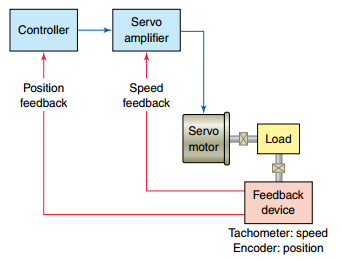 Controller
Servo
amplifier
Position
feedback
Speed
feedback
Servo
motor
Load
Feedback
device
Tachometer: speed
Encoder: position